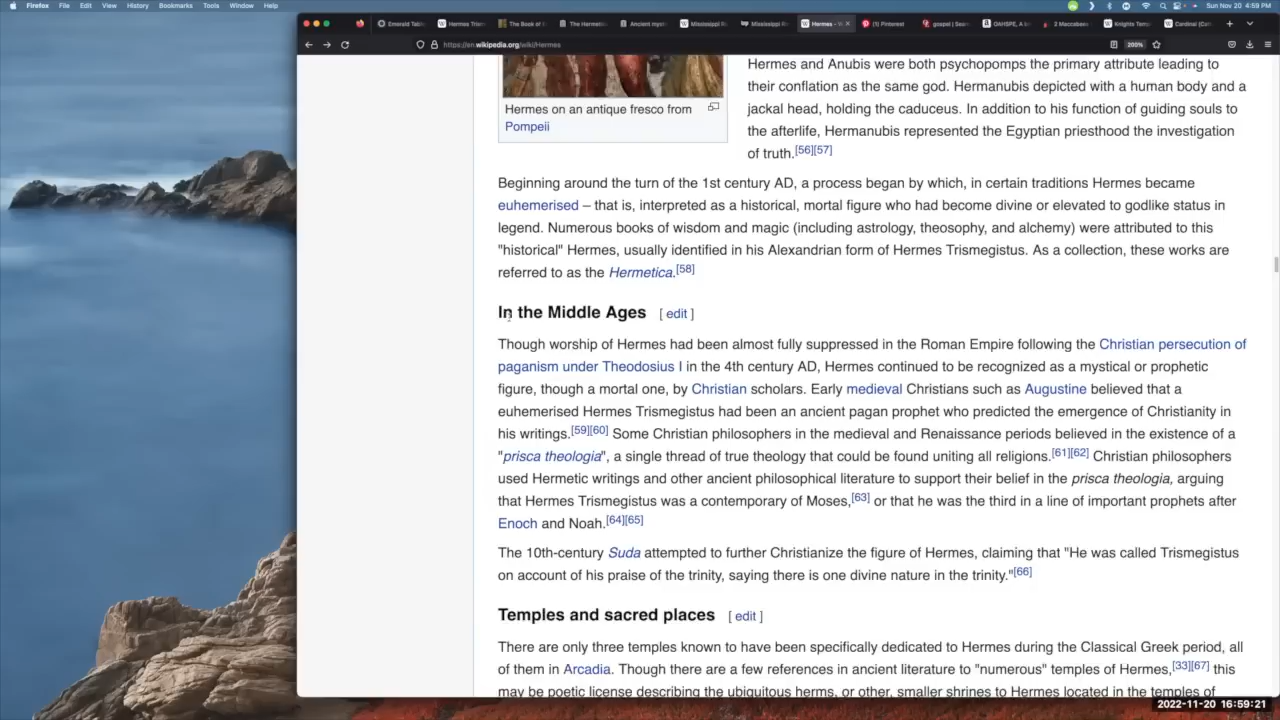 Firefox File Edit View History Bookmarks Tools Window Help
Sun Nov 20 4:59 PM
Emerald Tabl
Hermes Trism
The Book of t
The Hermetic
Ancient myst
Mississippi Ri
Mississippi Ri
Hermes - W
(1) Pinterest
gospel | Sear
OAHSPE, A N
2 Maccabees
Knights Temp
Cardinal (Cath
https://en.wikipedia.org/wiki/Hermes
200%
Hermes on an antique fresco from
Pompeii
Hermes and Anubis were both psychopomps the primary attribute leading to
their conflation as the same god. Hermanubis depicted with a human body and a
jackal head, holding the caduceus. In addition to his function of guiding souls to
the afterlife, Hermanubis represented the Egyptian priesthood the investigation
of truth.[56][57]
Beginning around the turn of the 1st century AD, a process began by which, in certain traditions Hermes became
euhemerised – that is, interpreted as a historical, mortal figure who had become divine or elevated to godlike status in
legend. Numerous books of wisdom and magic (including astrology, theosophy, and alchemy) were attributed to this
"historical" Hermes, usually identified in his Alexandrian form of Hermes Trismegistus. As a collection, these works are
referred to as the Hermetica.[58]
In the Middle Ages [ edit ]
Though worship of Hermes had been almost fully suppressed in the Roman Empire following the Christian persecution of
paganism under Theodosius I in the 4th century AD, Hermes continued to be recognized as a mystical or prophetic
figure, though a mortal one, by Christian scholars. Early medieval Christians such as Augustine believed that a
euhemerised Hermes Trismegistus had been an ancient pagan prophet who predicted the emergence of Christianity in
his writings.[59][60] Some Christian philosophers in the medieval and Renaissance periods believed in the existence of a
"prisca theologia", a single thread of true theology that could be found uniting all religions.[61][62] Christian philosophers
used Hermetic writings and other ancient philosophical literature to support their belief in the prisca theologia, arguing
that Hermes Trismegistus was a contemporary of Moses,[63] or that he was the third in a line of important prophets after
Enoch and Noah.[64][65]
The 10th-century Suda attempted to further Christianize the figure of Hermes, claiming that "He was called Trismegistus
on account of his praise of the trinity, saying there is one divine nature in the trinity."[66]
Temples and sacred places [ edit ]
There are only three temples known to have been specifically dedicated to Hermes during the Classical Greek period, all
of them in Arcadia. Though there are a few references in ancient literature to "numerous" temples of Hermes,[33][67] this
may be poetic license describing the ubiquitous herms, or other, smaller shrines to Hermes located in the temples of
2022-11-20 16:59:21